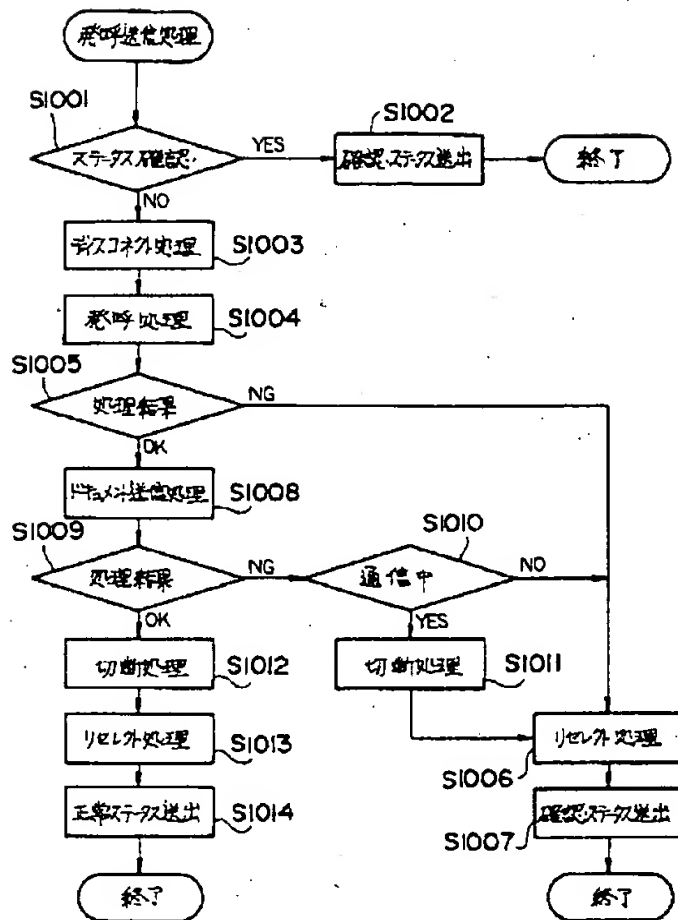 発呼送信処理
S1001
ステータス確認
YES
NO
S1002
確認ステータス送出
終了
ディスコネクト処理
S1003
発呼処理
S1004
S1005
処理結果
NG
OK
ドキュメント送信処理
S1008
S1009
処理結果
NG
OK
S1010
通信中
NO
YES
切断処理
S1012
切断処理
S1011
リセレクト処理
S1013
リセレクト処理
S1006
正常ステータス送出
S1014
確認ステータス送出
S1007
終了
終了